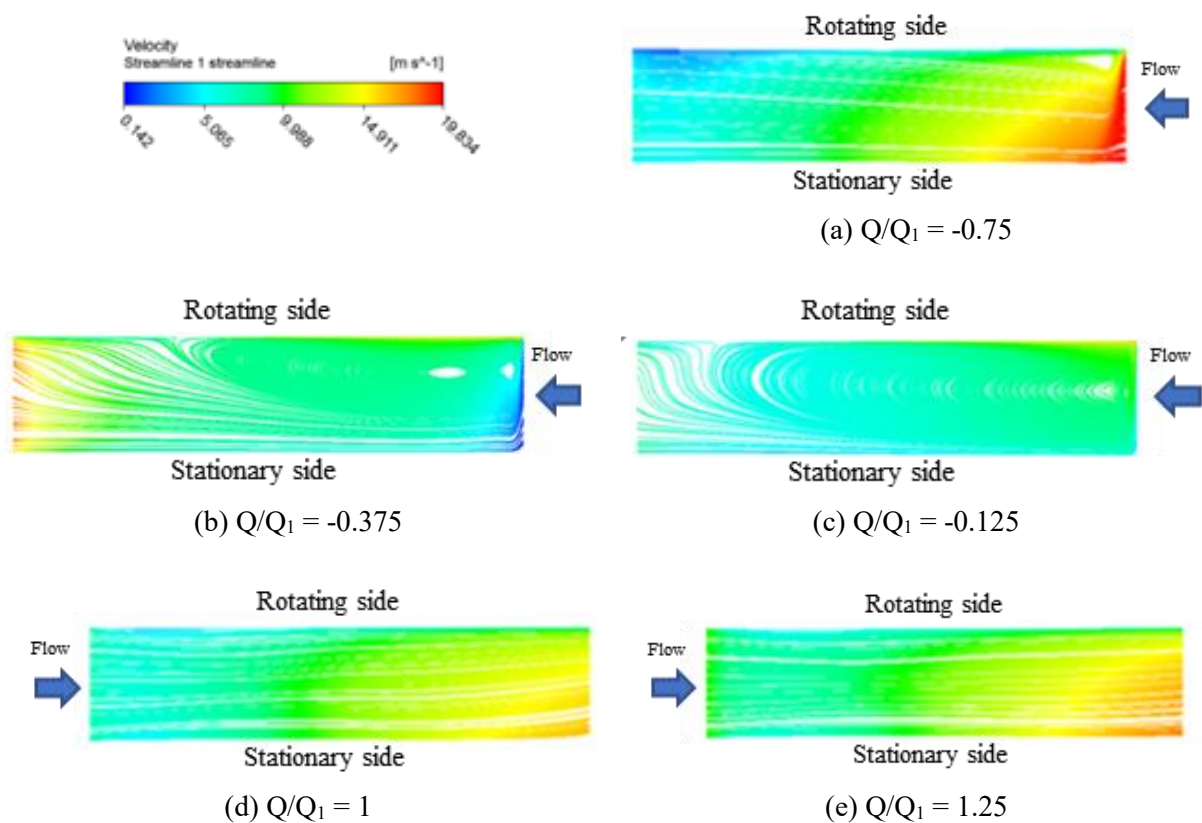 Velocity
Streamline 1 streamline [m s^-1]
0.142 5.065 9.988 14.911 19.834
Rotating side
Flow
Stationary side
(a) Q/Q₁ = -0.75
Rotating side
Flow
Stationary side
(b) Q/Q₁ = -0.375
Rotating side
Flow
Stationary side
(c) Q/Q₁ = -0.125
Rotating side
Flow
Stationary side
(d) Q/Q₁ = 1
Rotating side
Flow
Stationary side
(e) Q/Q₁ = 1.25